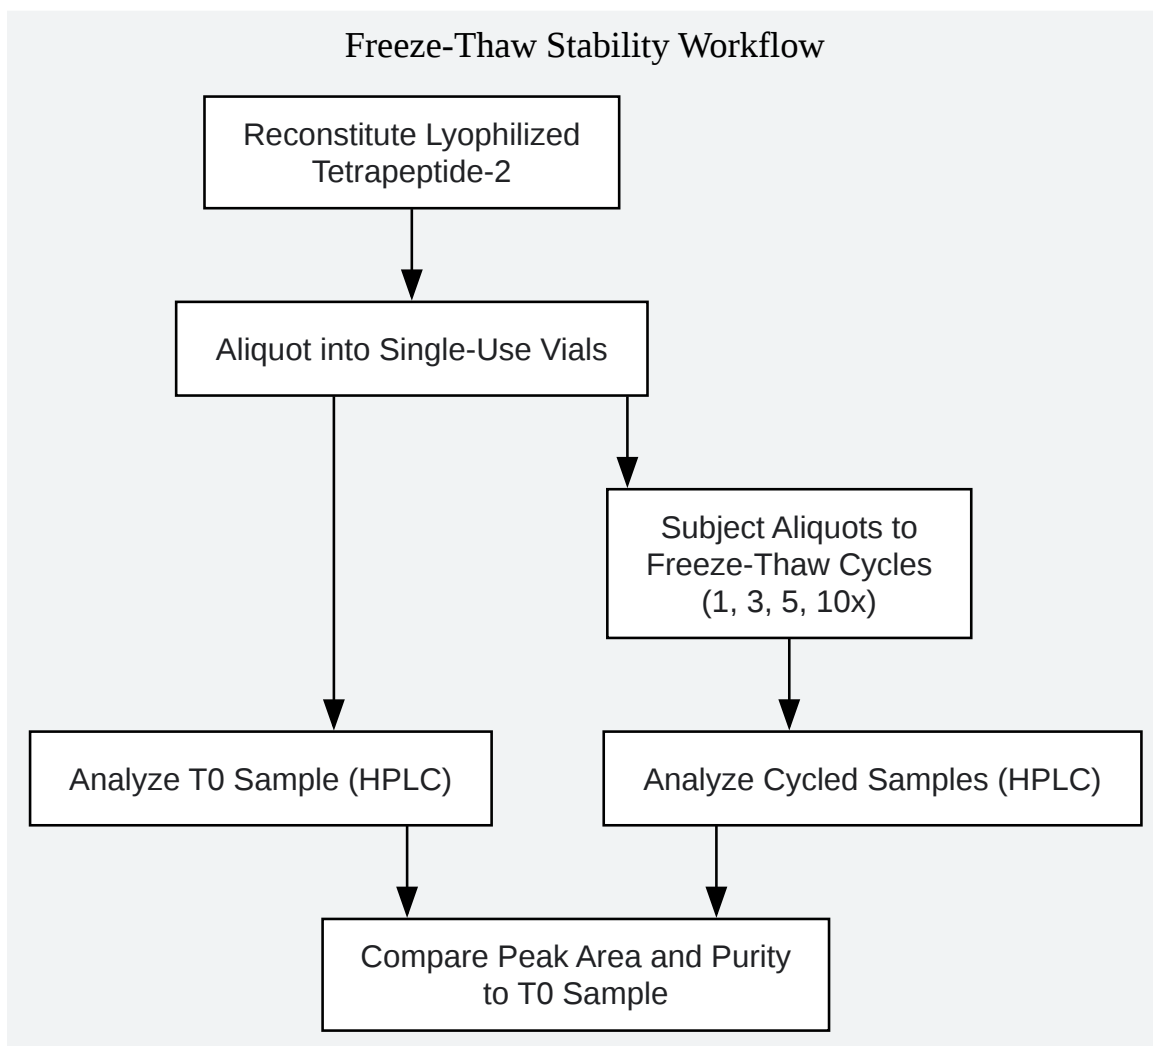 Freeze-Thaw Stability Workflow
Reconstitute Lyophilized
Tetrapeptide-2
Aliquot into Single-Use Vials
Subject Aliquots to
Freeze-Thaw Cycles
(1, 3, 5, 10x)
Analyze T0 Sample (HPLC)
Analyze Cycled Samples (HPLC)
Compare Peak Area and Purity
to T0 Sample